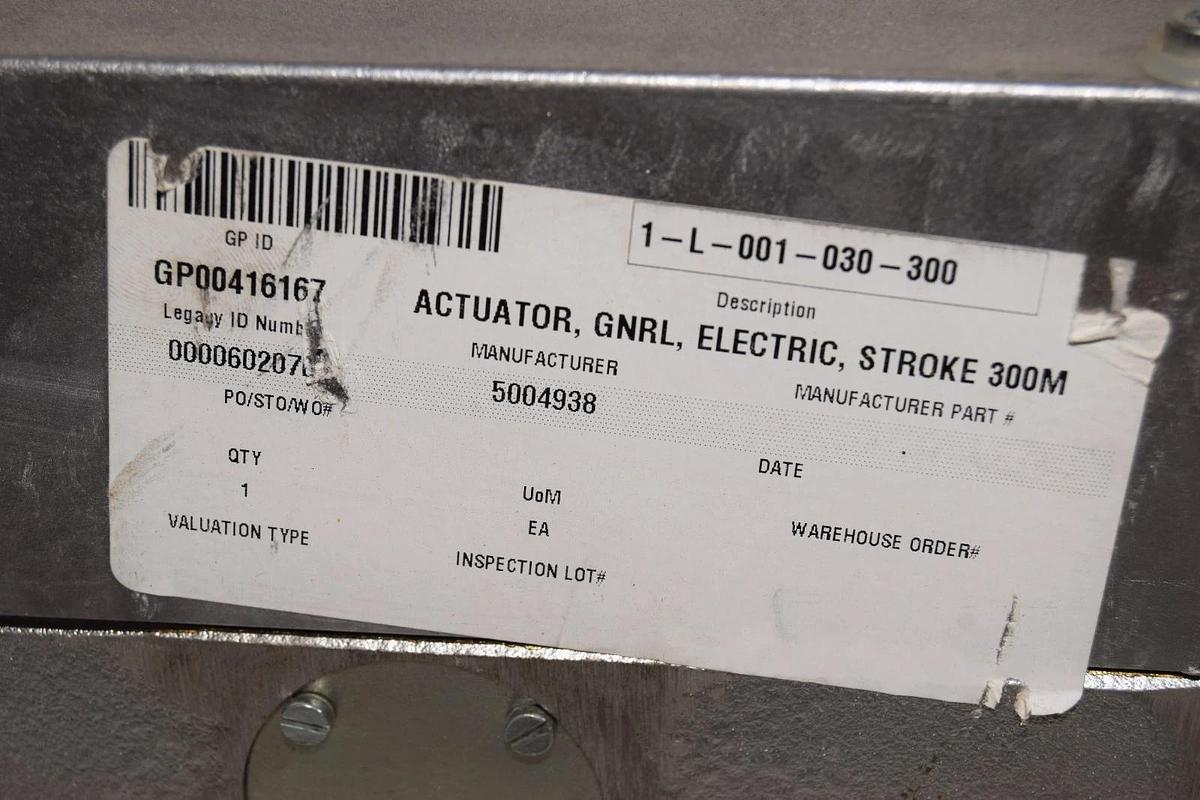 1-L-001-030-300
GP ID
Description
GP00416167
ACTUATOR, GNRL, ELECTRIC, STROKE 300M
Legacy ID
MANUFACTURER
MANUFACTURER PART #
5004938
PO/STO/WO#
DATE
QTY
UoM
1
EA
WAREHOUSE ORDER#
VALUATION TYPE
INSPECTION LOT#